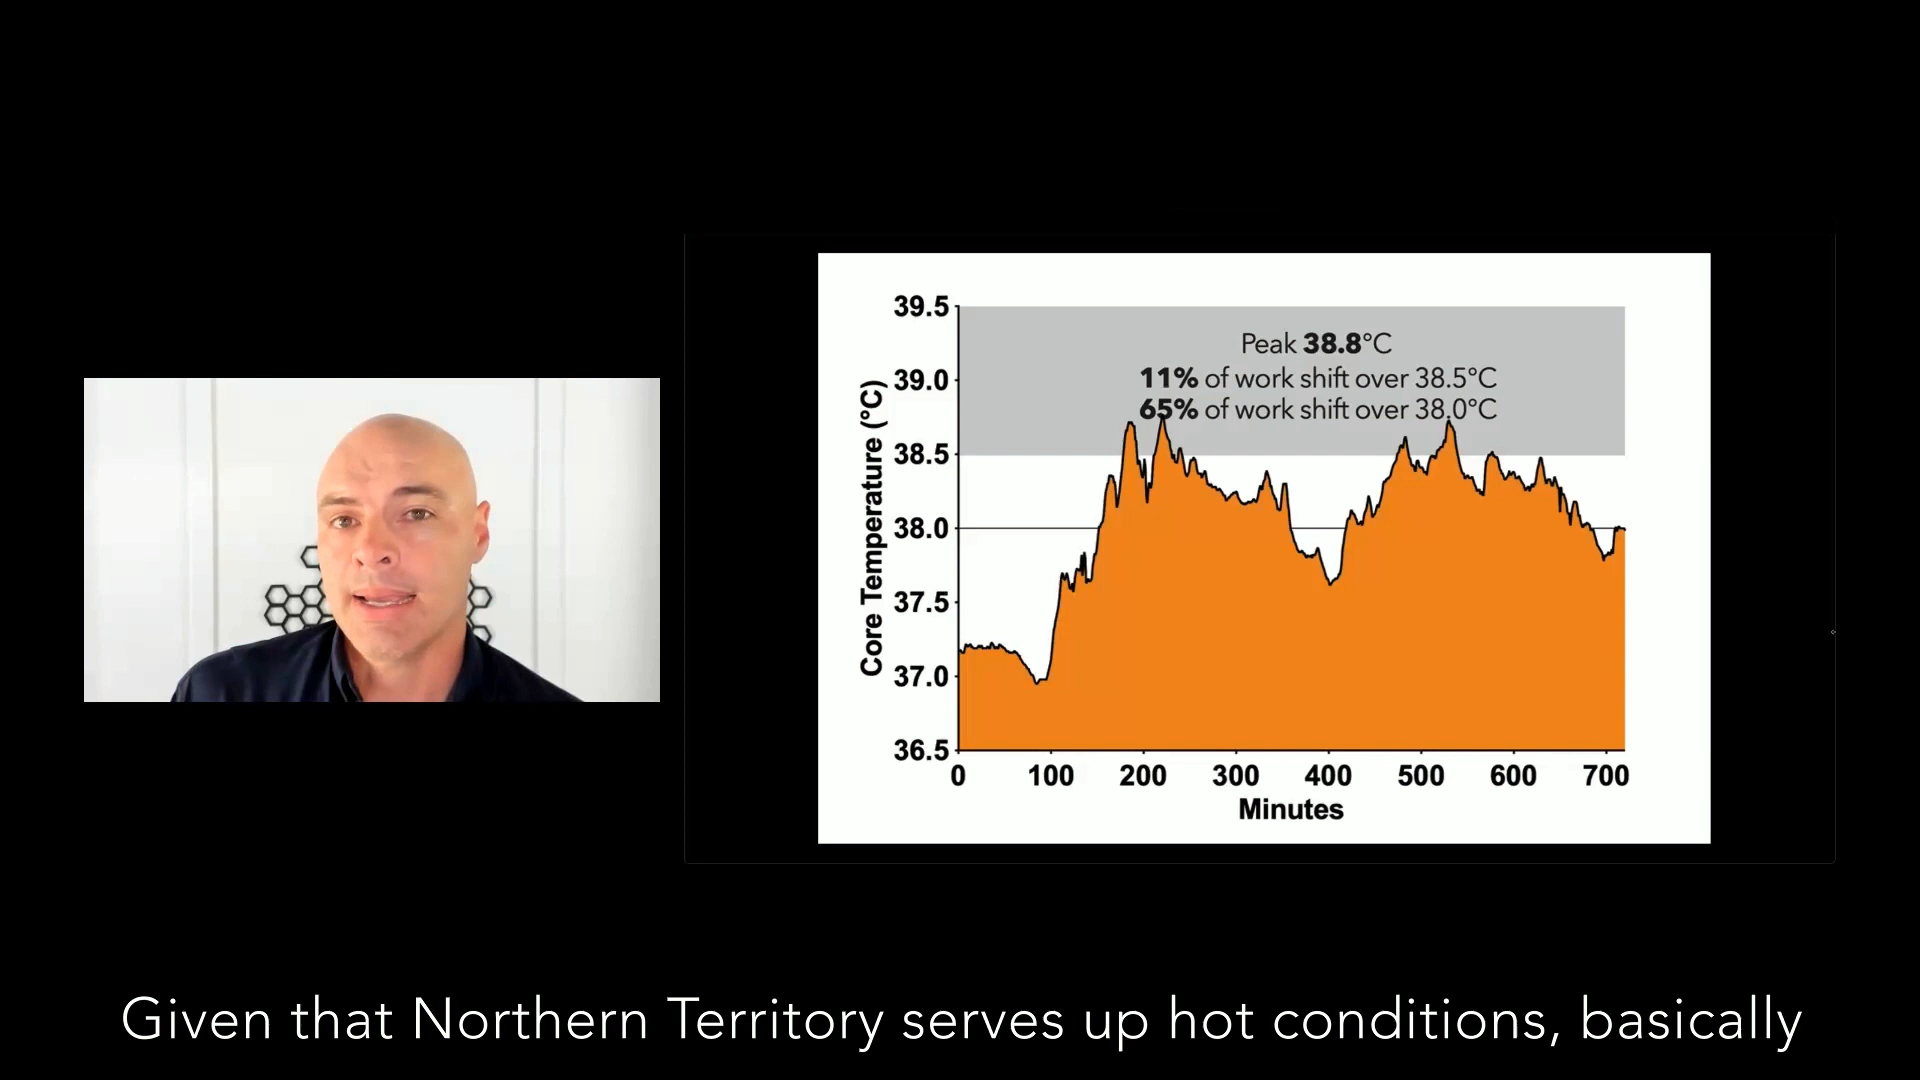 39.5
Peak 38.8°C
39.0
11% of work shift over 38.5°C
65% of work shift over 38.0°C
38.5
38.0
37.5
37.0
36.5
Core Temperature (°C)
0 100 200 300 400 500 600 700
Minutes
Given that Northern Territory serves up hot conditions, basically